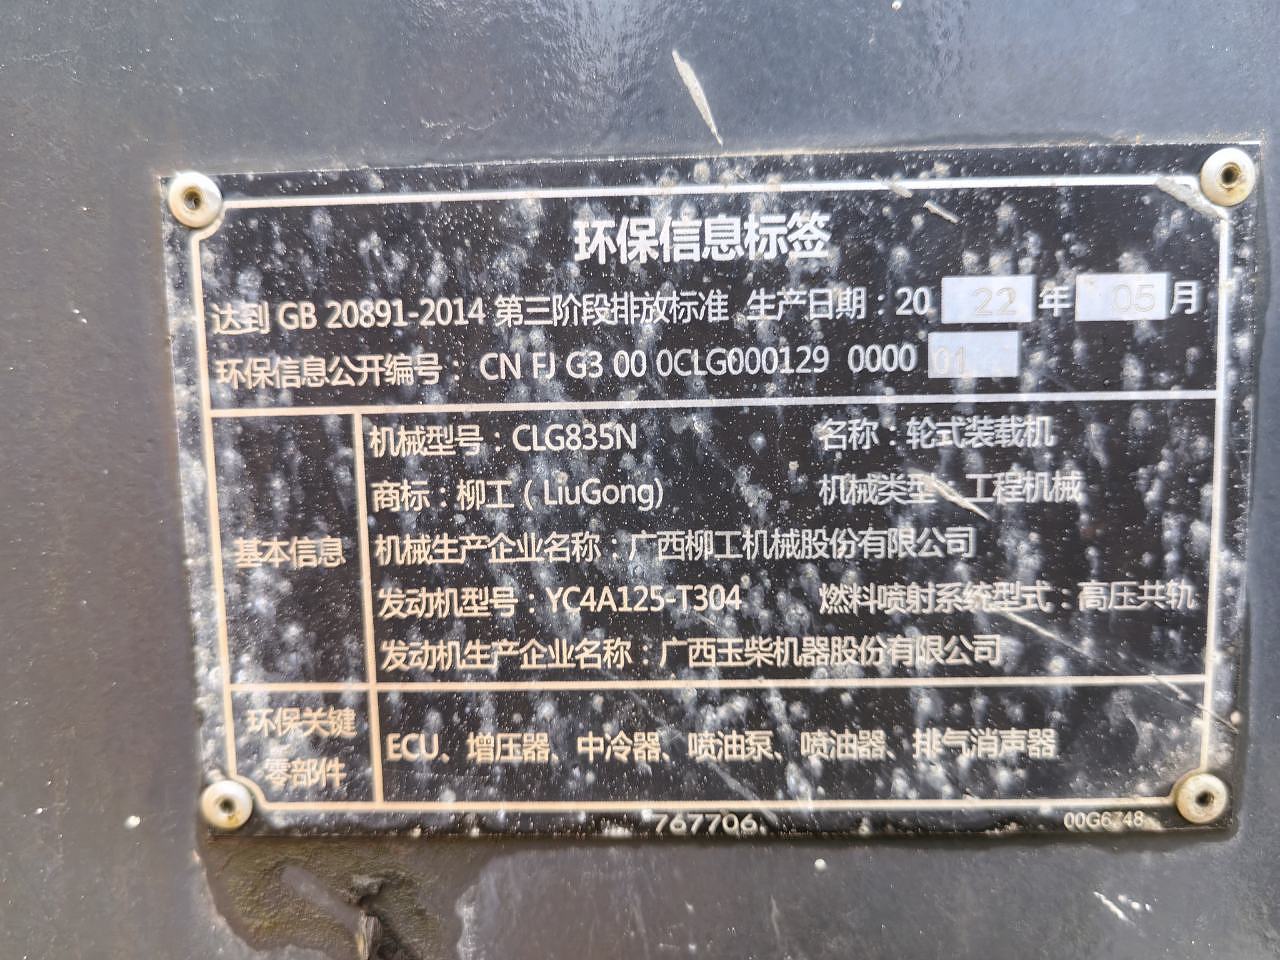 环保信息标签
达到 GB 20891-2014 第三阶段排放标准 生产日期：20 22 年 05 月
环保信息公开编号： CN FJ G3 00 0CLG000129 0000 01
基本信息
机械型号：CLG835N 名称：轮式装载机
商标：柳工（LiuGong) 机械类型：工程机械
机械生产企业名称：广西柳工机械股份有限公司
发动机型号：YC4A125-T304 燃料喷射系统型式：高压共轨
发动机生产企业名称：广西玉柴机器股份有限公司
环保关键
零部件
ECU、增压器、中冷器、喷油泵、喷油器、排气消声器
767706
00G6748